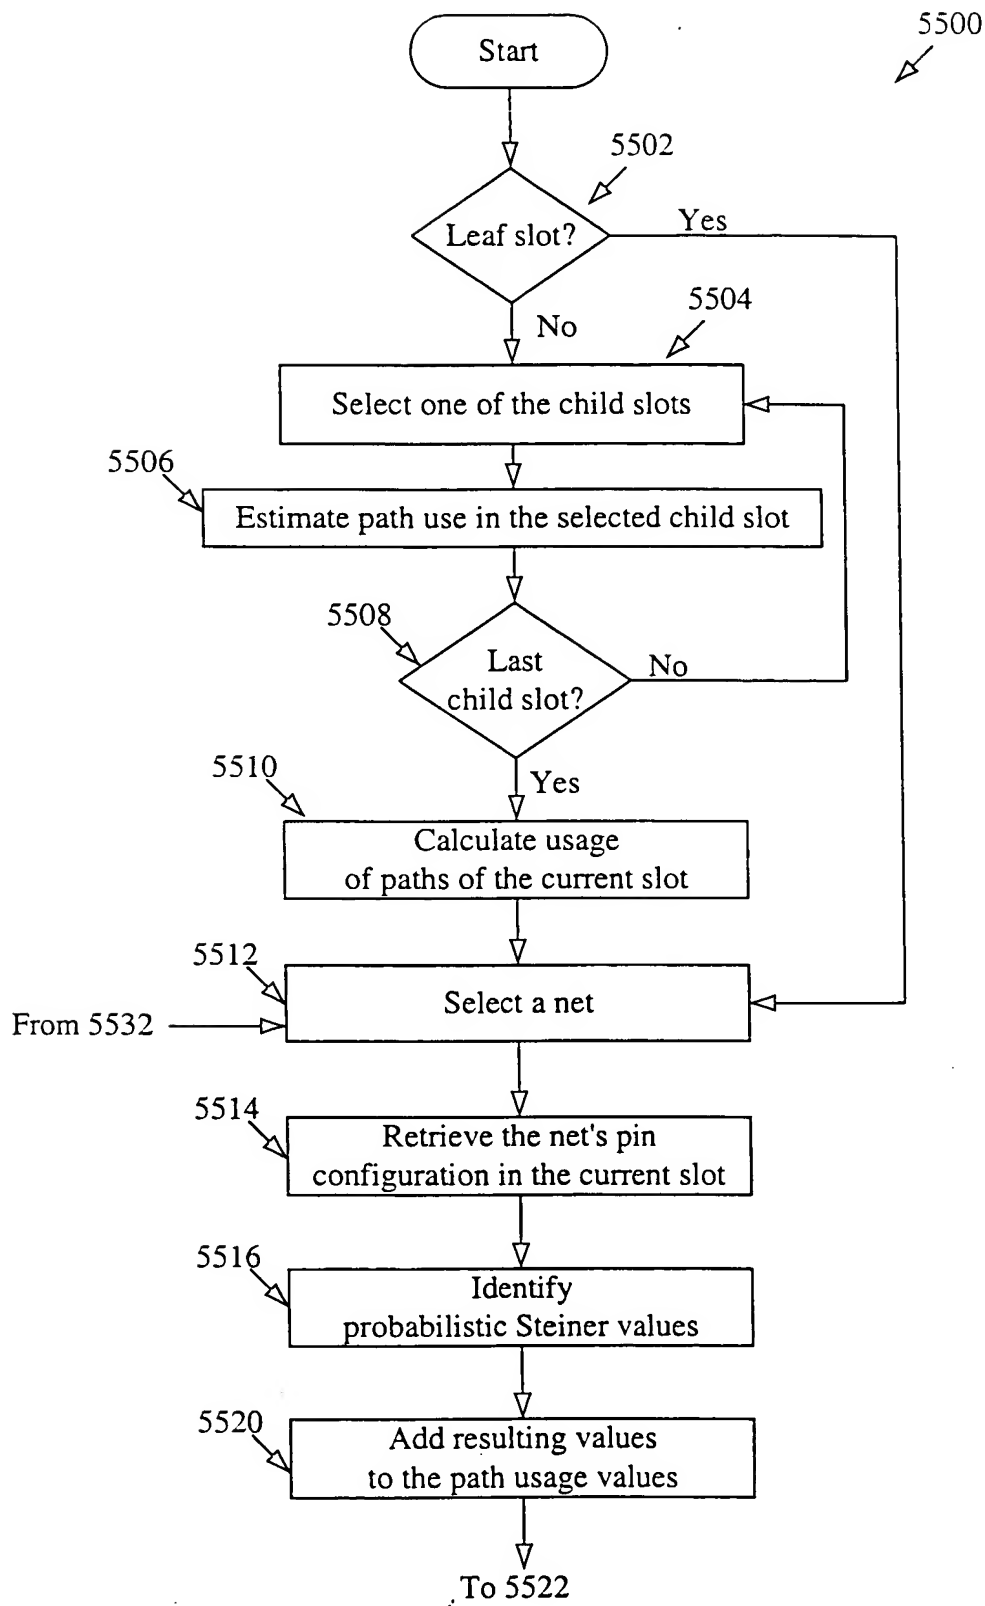 5500
Start
5502
Leaf slot?
Yes
No
5504
Select one of the child slots
5506
Estimate path use in the selected child slot
5508
Last
child slot?
No
Yes
5510
Calculate usage
of paths of the current slot
5512
Select a net
From 5532
5514
Retrieve the net's pin
configuration in the current slot
5516
Identify
probabilistic Steiner values
5520
Add resulting values
to the path usage values
To 5522